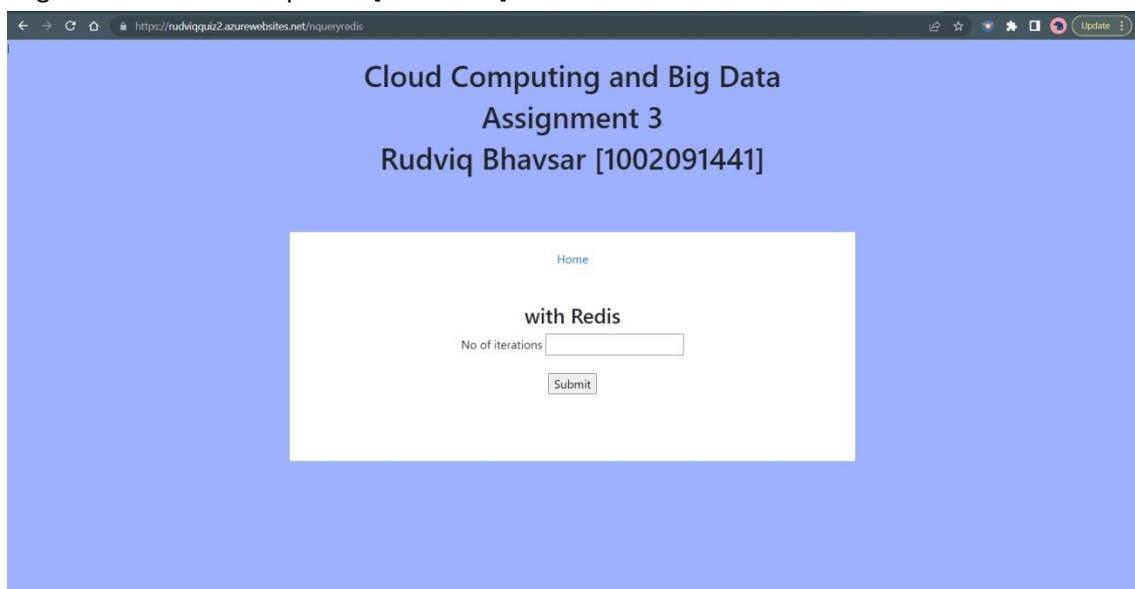 https://rudviqquiz2.azurewebsites.net/nqueryredis
Update
Cloud Computing and Big Data
Assignment 3
Rudviq Bhavsar [1002091441]
Home
with Redis
No of iterations
Submit